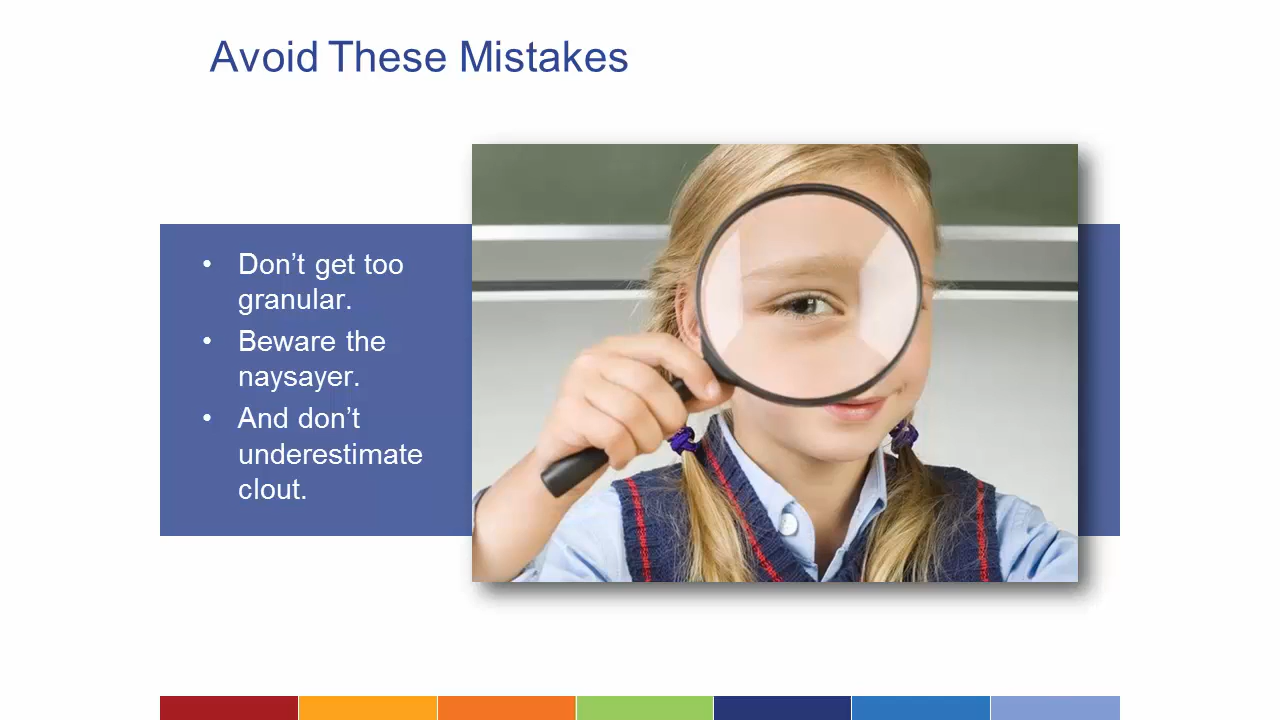 Avoid These Mistakes
• Don’t get too
granular.
• Beware the
naysayer.
• And don’t
underestimate
clout.